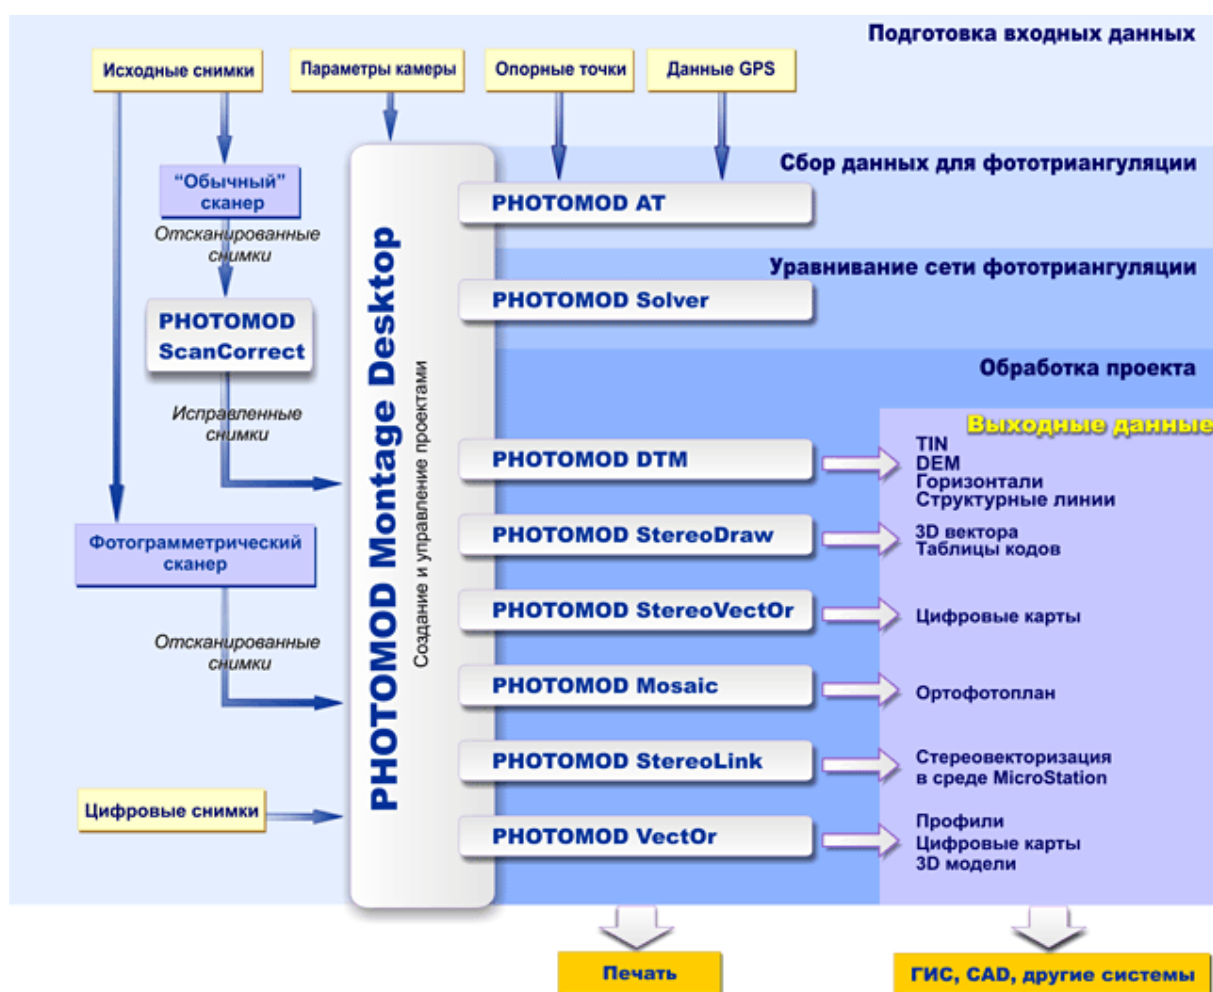 Подготовка входных данных
Исходные снимки
Параметры камеры
Опорные точки
Данные GPS
Сбор данных для фототриангуляции
“Обычный”
сканер
PHOTOMOD AT
Отсканированные
снимки
Уравнивание сети фототриангуляции
PHOTOMOD Solver
PHOTOMOD
ScanCorrect
Обработка проекта
Исправленные
снимки
PHOTOMOD Montage Desktop
Создание и управление проектами
Выходные данные
PHOTOMOD DTM
TIN
DEM
Горизонтали
Структурные линии
Фотограмметрический
сканер
PHOTOMOD StereoDraw
3D вектора
Таблицы кодов
PHOTOMOD StereoVectOr
Цифровые карты
Отсканированные
снимки
PHOTOMOD Mosaic
Ортофотоплан
PHOTOMOD StereoLink
Стереовекторизация
в среде MicroStation
Цифровые снимки
PHOTOMOD VectOr
Профили
Цифровые карты
3D модели
Печать
ГИС, CAD, другие системы